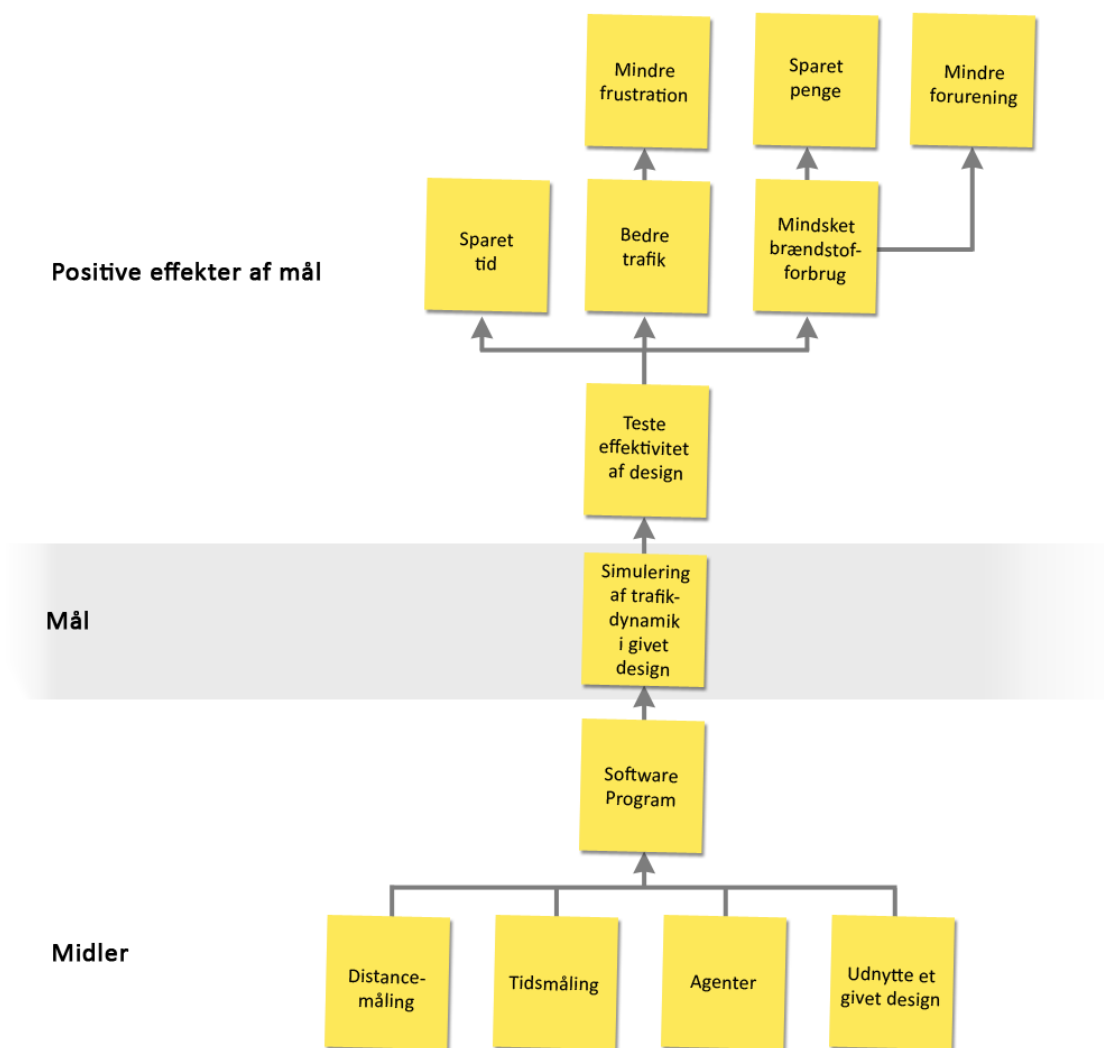 Mindre
frustration
Sparet
penge
Mindre
forurening
Sparet
tid
Bedre
trafik
Mindsket
brændstof-
forbrug
Positive effekter af mål
Teste
effektivitet
af design
Mål
Simulering
af trafik-
dynamik
i givet
design
Software
Program
Midler
Distance-
måling
Tidsmåling
Agenter
Udnytte et
givet design